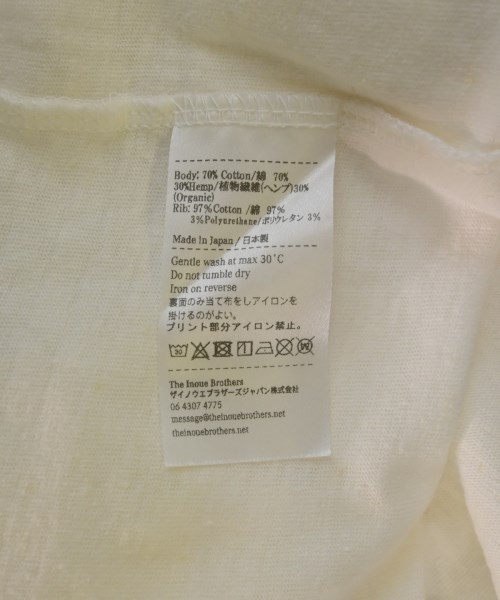 Body: 70% Cotton/綿 70%
30%Hemp/植物繊維(ヘンプ)30%
(Organic)
Rib: 97%Cotton /綿 97%
3%Polyurethane/ポリウレタン 3%
Made in Japan/日本製
Gentle wash at max 30°C
Do not tumble dry
Iron on reverse
裏面のみ当て布をしアイロンを
掛けるのがよい。
プリント部分アイロン禁止。
30
The Inoue Brothers
ザイノウエブラザーズジャパン株式会社
06 4307 4775
message@theinouebrothers.net
theinouebrothers.net